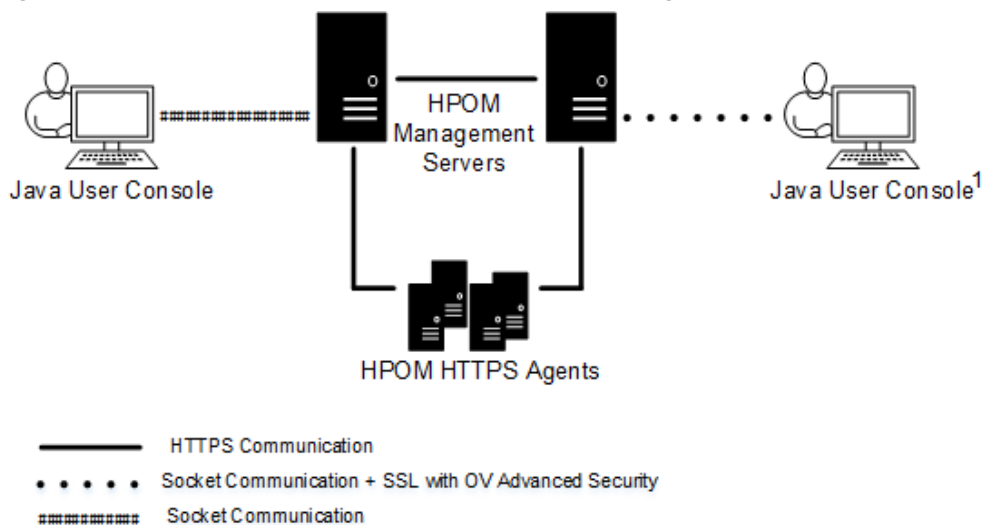 HPOM
Management
Servers
Java User Console
Java User Console1
HPOM HTTPS Agents
HTTPS Communication
Socket Communication + SSL with OV Advanced Security
Socket Communication